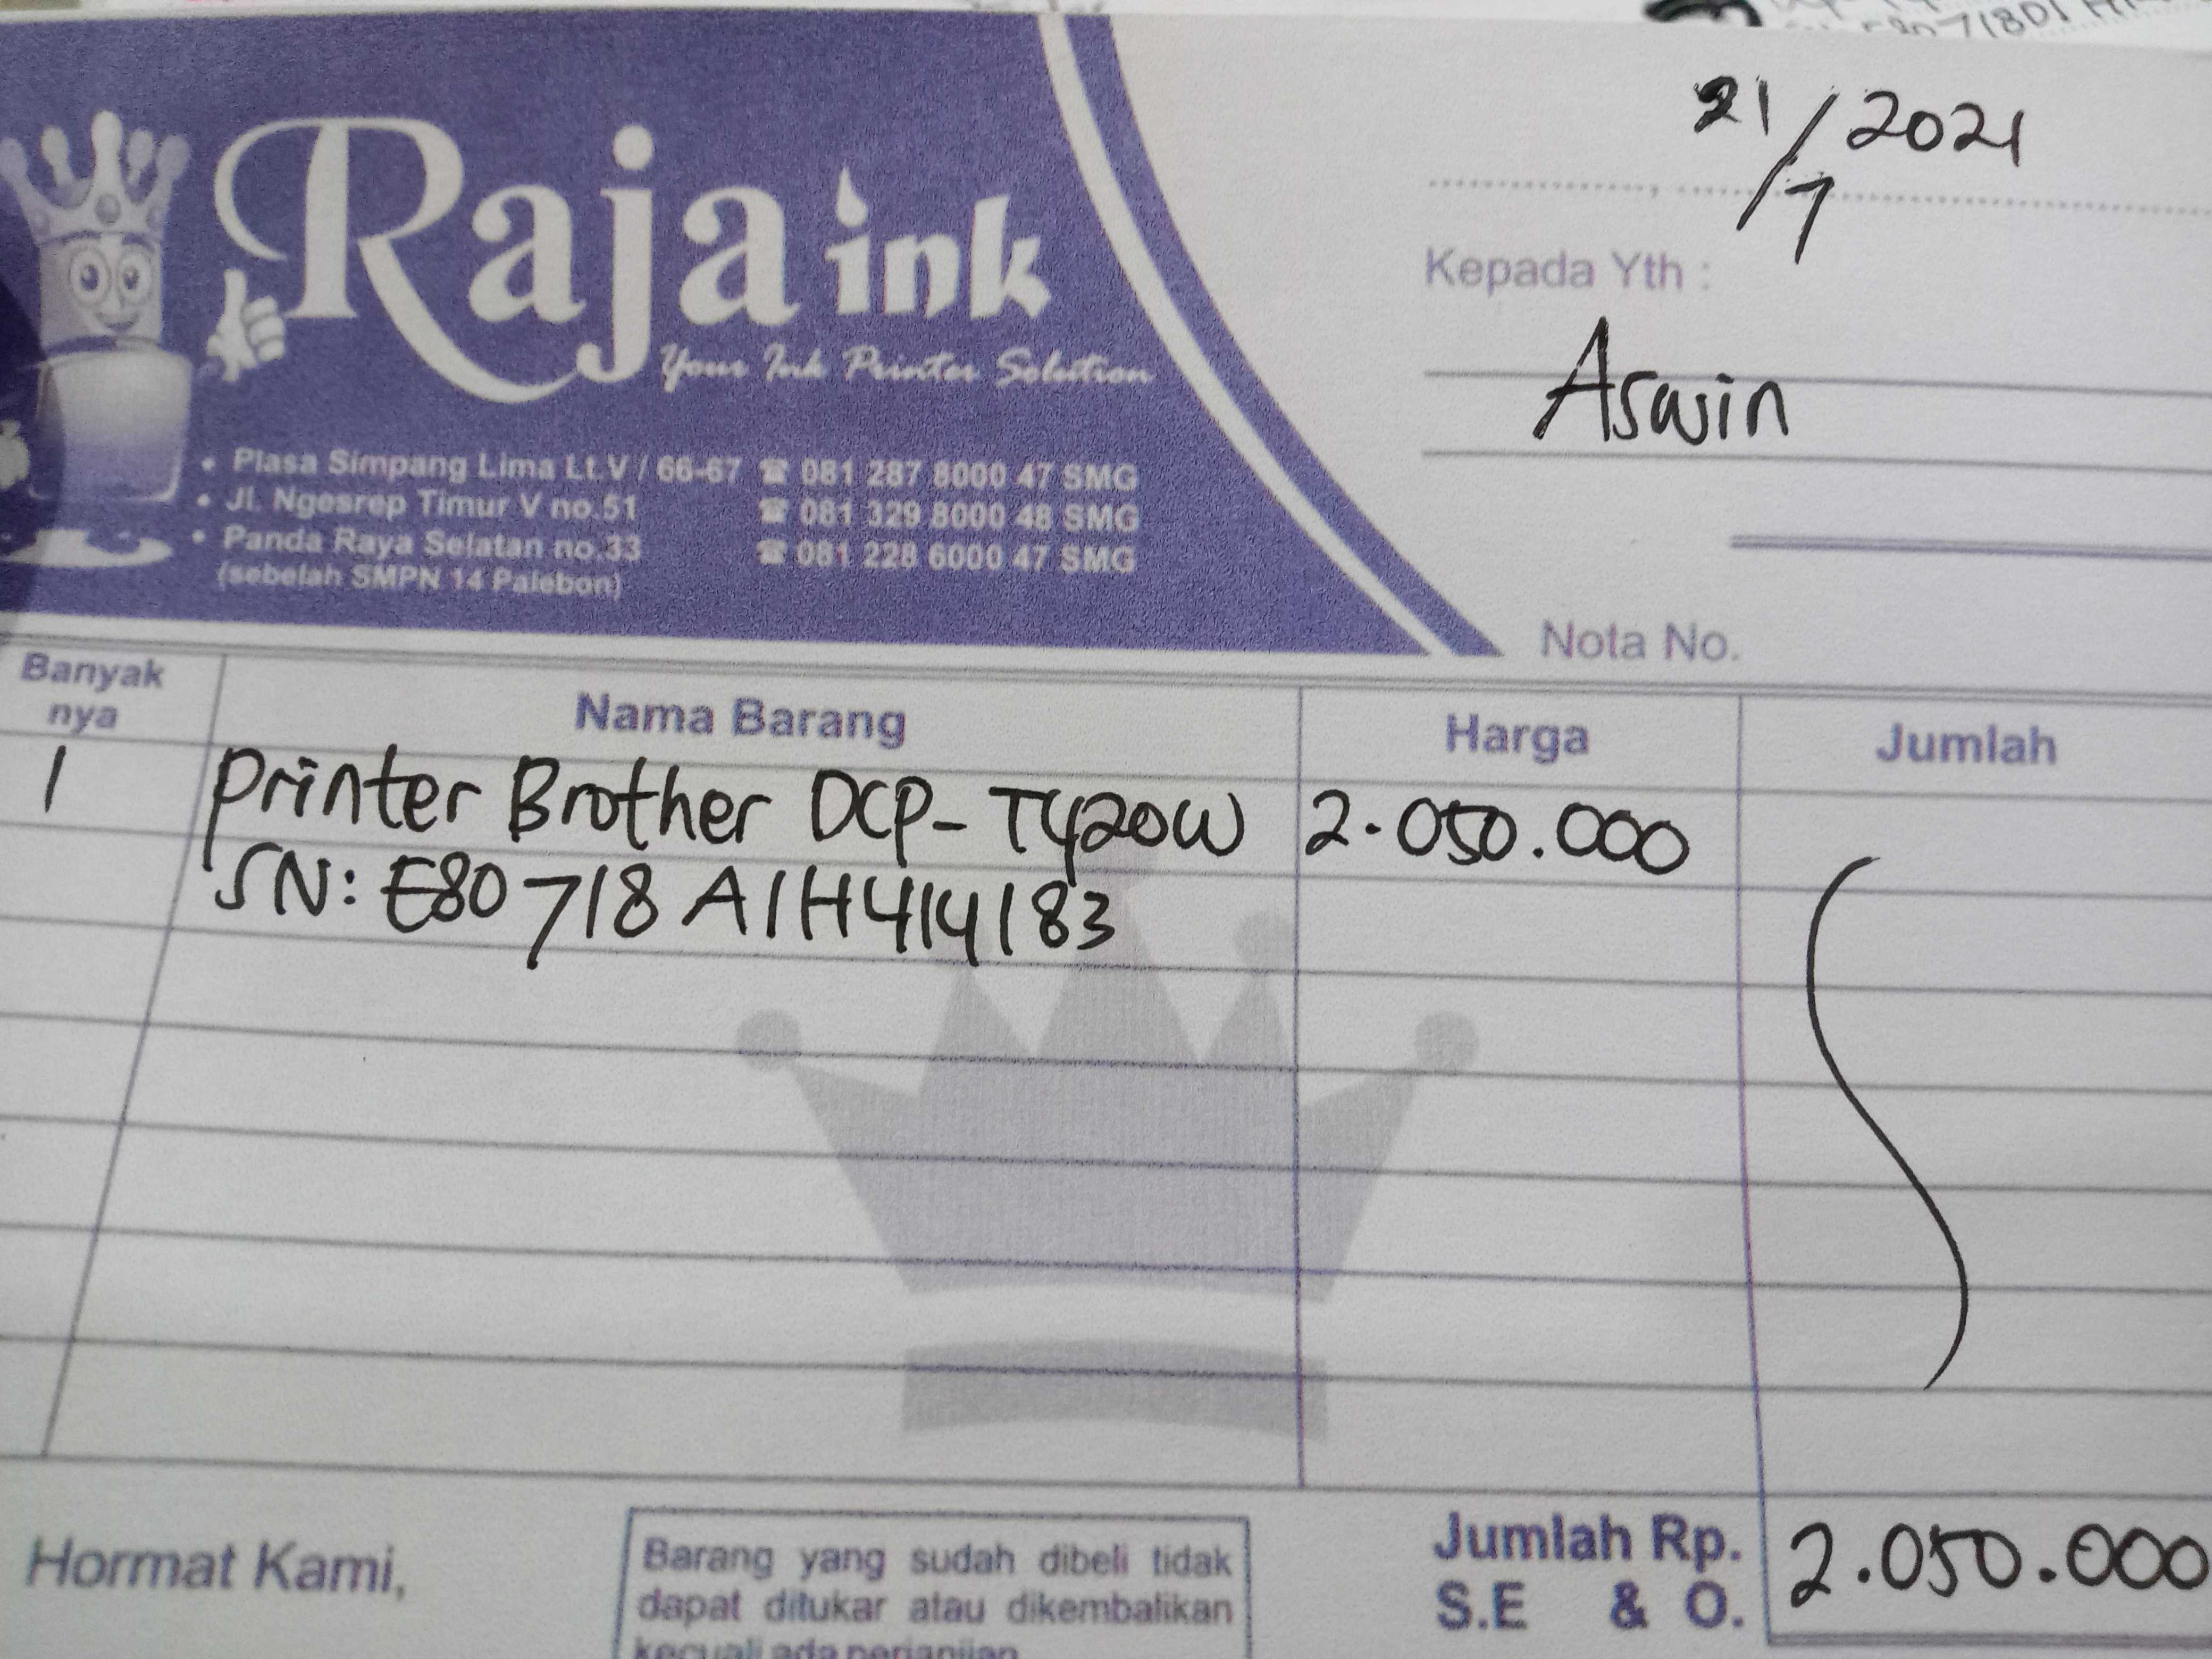 21/7 2021
Raja ink
Your Ink Printer Solution
• Plasa Simpang Lima Lt.V / 66-67 ☎ 081 287 8000 47 SMG
• Jl. Ngesrep Timur V no.51 ☎ 081 329 8000 48 SMG
• Panda Raya Selatan no.33 ☎ 081 228 6000 47 SMG
(sebelah SMPN 14 Palebon)
Kepada Yth :
Aswin
Nota No.
Banyak nya Nama Barang Harga Jumlah
1 Printer Brother DCP-T420W 2.050.000
SN: E80718A1H414183
Hormat Kami,
Barang yang sudah dibeli tidak
dapat ditukar atau dikembalikan
kecuali ada perjanjian
Jumlah Rp. 2.050.000
S.E & O.